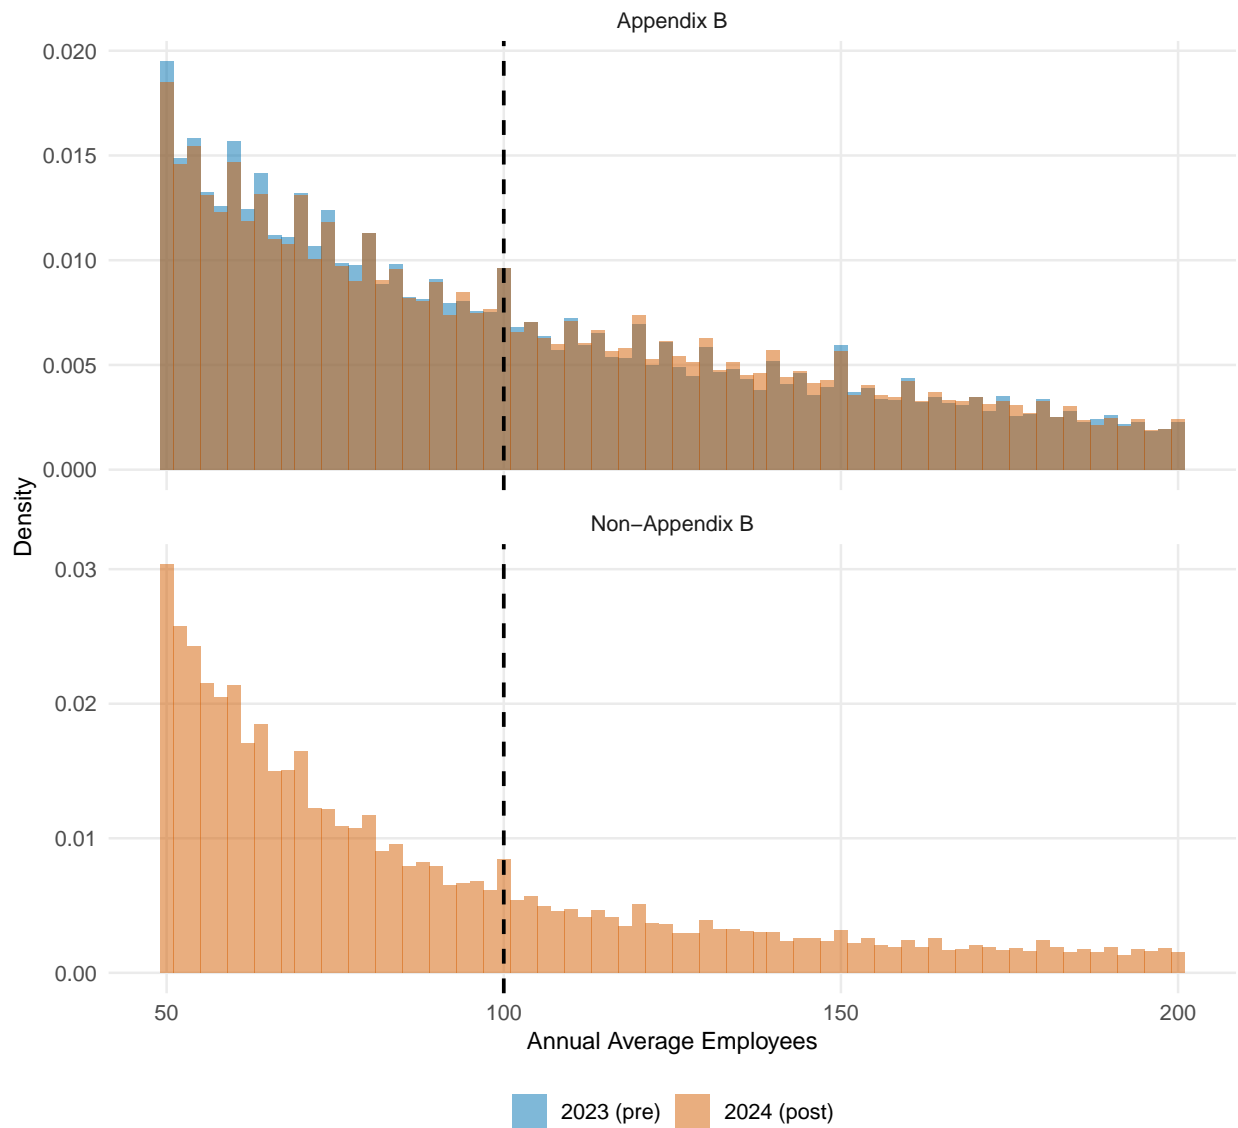 Appendix B
0.020
0.015
0.010
0.005
0.000
Density
Non−Appendix B
0.03
0.02
0.01
0.00
50 100 150 200
Annual Average Employees
2023 (pre) 2024 (post)